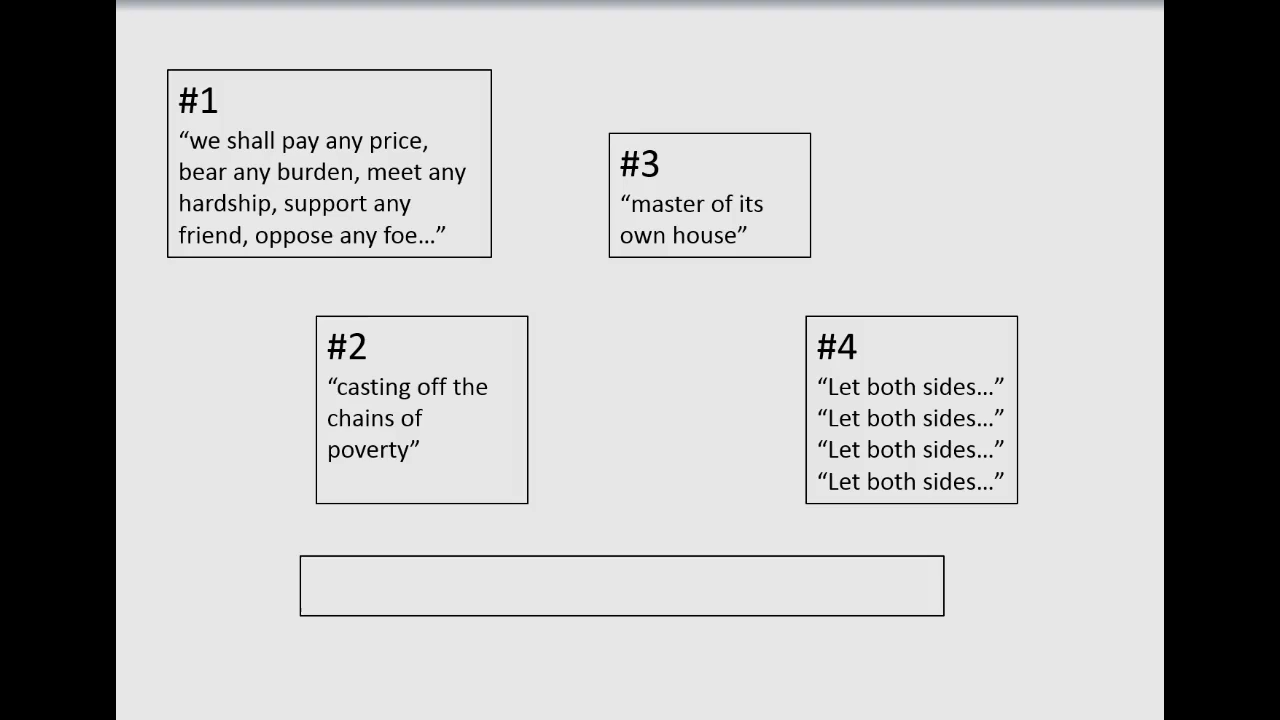 #1
“we shall pay any price,
bear any burden, meet any
hardship, support any
friend, oppose any foe…”
#2
“casting off the
chains of
poverty”
#3
“master of its
own house”
#4
“Let both sides…”
“Let both sides…”
“Let both sides…”
“Let both sides…”